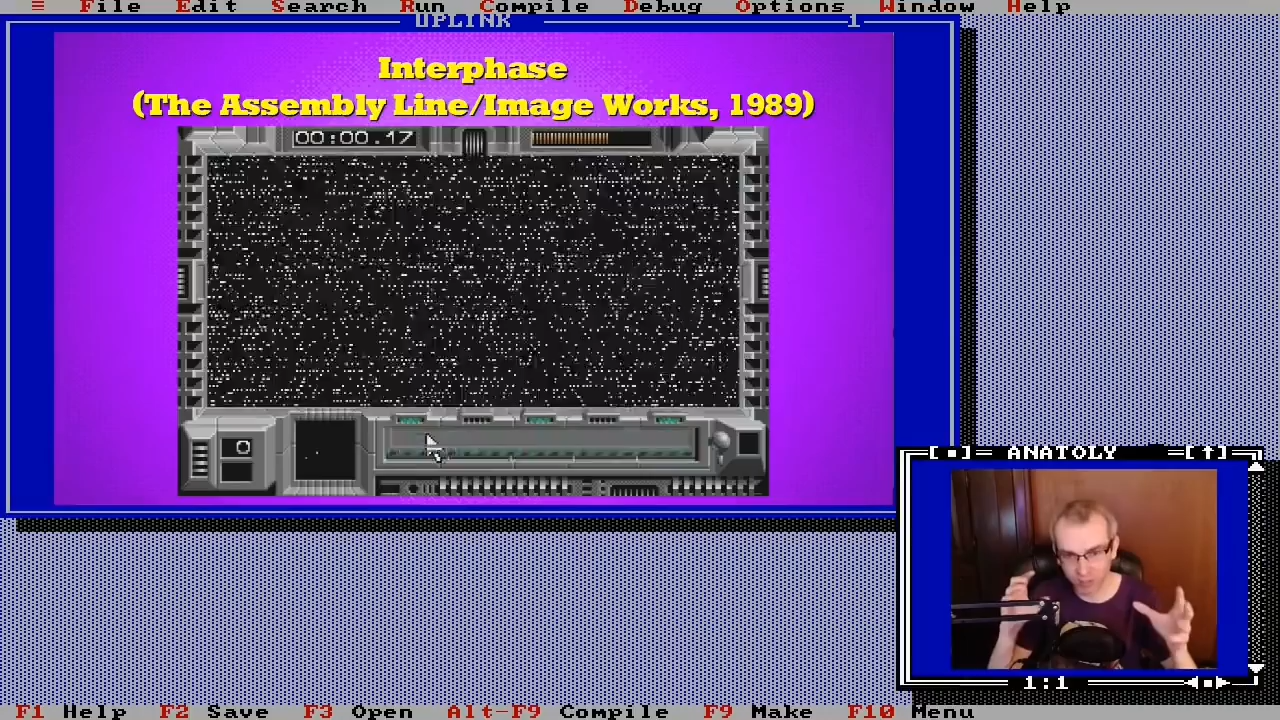 ≡ File Edit Search Run Compile Debug Options Window Help
UPLINK 1
Interphase
(The Assembly Line/Image Works, 1989)
00:00.17
0
[■] ANATOLY [↑]
1:1
F1 Help F2 Save F3 Open Alt-F9 Compile F9 Make F10 Menu